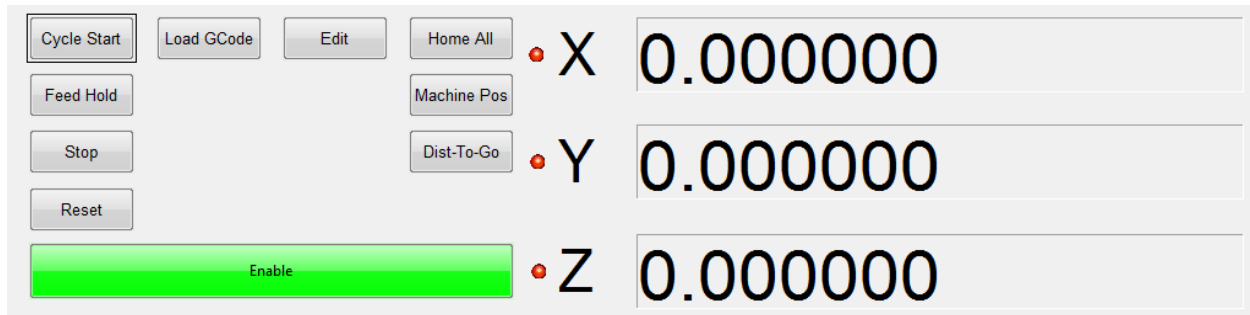 Cycle Start Load GCode Edit Home All X 0.000000
Feed Hold Machine Pos
Stop Dist-To-Go Y 0.000000
Reset
Enable Z 0.000000